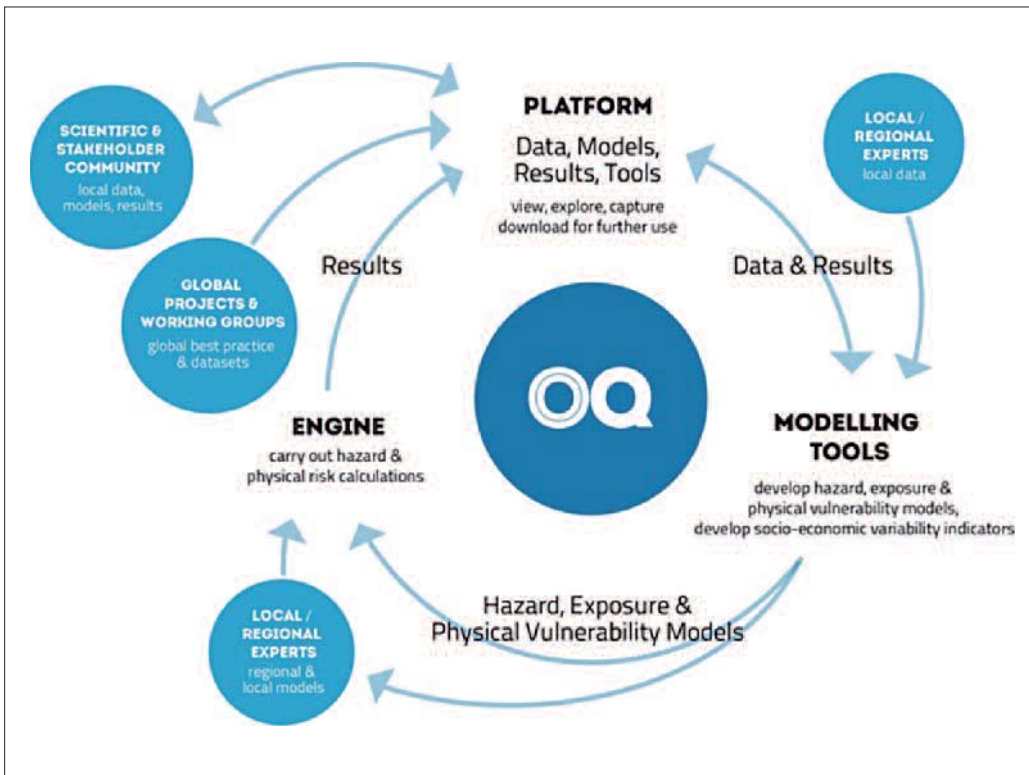 SCIENTIFIC &
STAKEHOLDER
COMMUNITY
local data,
models, results
GLOBAL
PROJECTS &
WORKING GROUPS
global best practice
& datasets
PLATFORM
Data, Models,
Results, Tools
view, explore, capture
download for further use
LOCAL /
REGIONAL
EXPERTS
local data
Results
Data & Results
OQ
ENGINE
carry out hazard &
physical risk calculations
MODELLING
TOOLS
develop hazard, exposure &
physical vulnerability models,
develop socio-economic variability indicators
Hazard, Exposure &
Physical Vulnerability Models
LOCAL /
REGIONAL
EXPERTS
regional &
local models